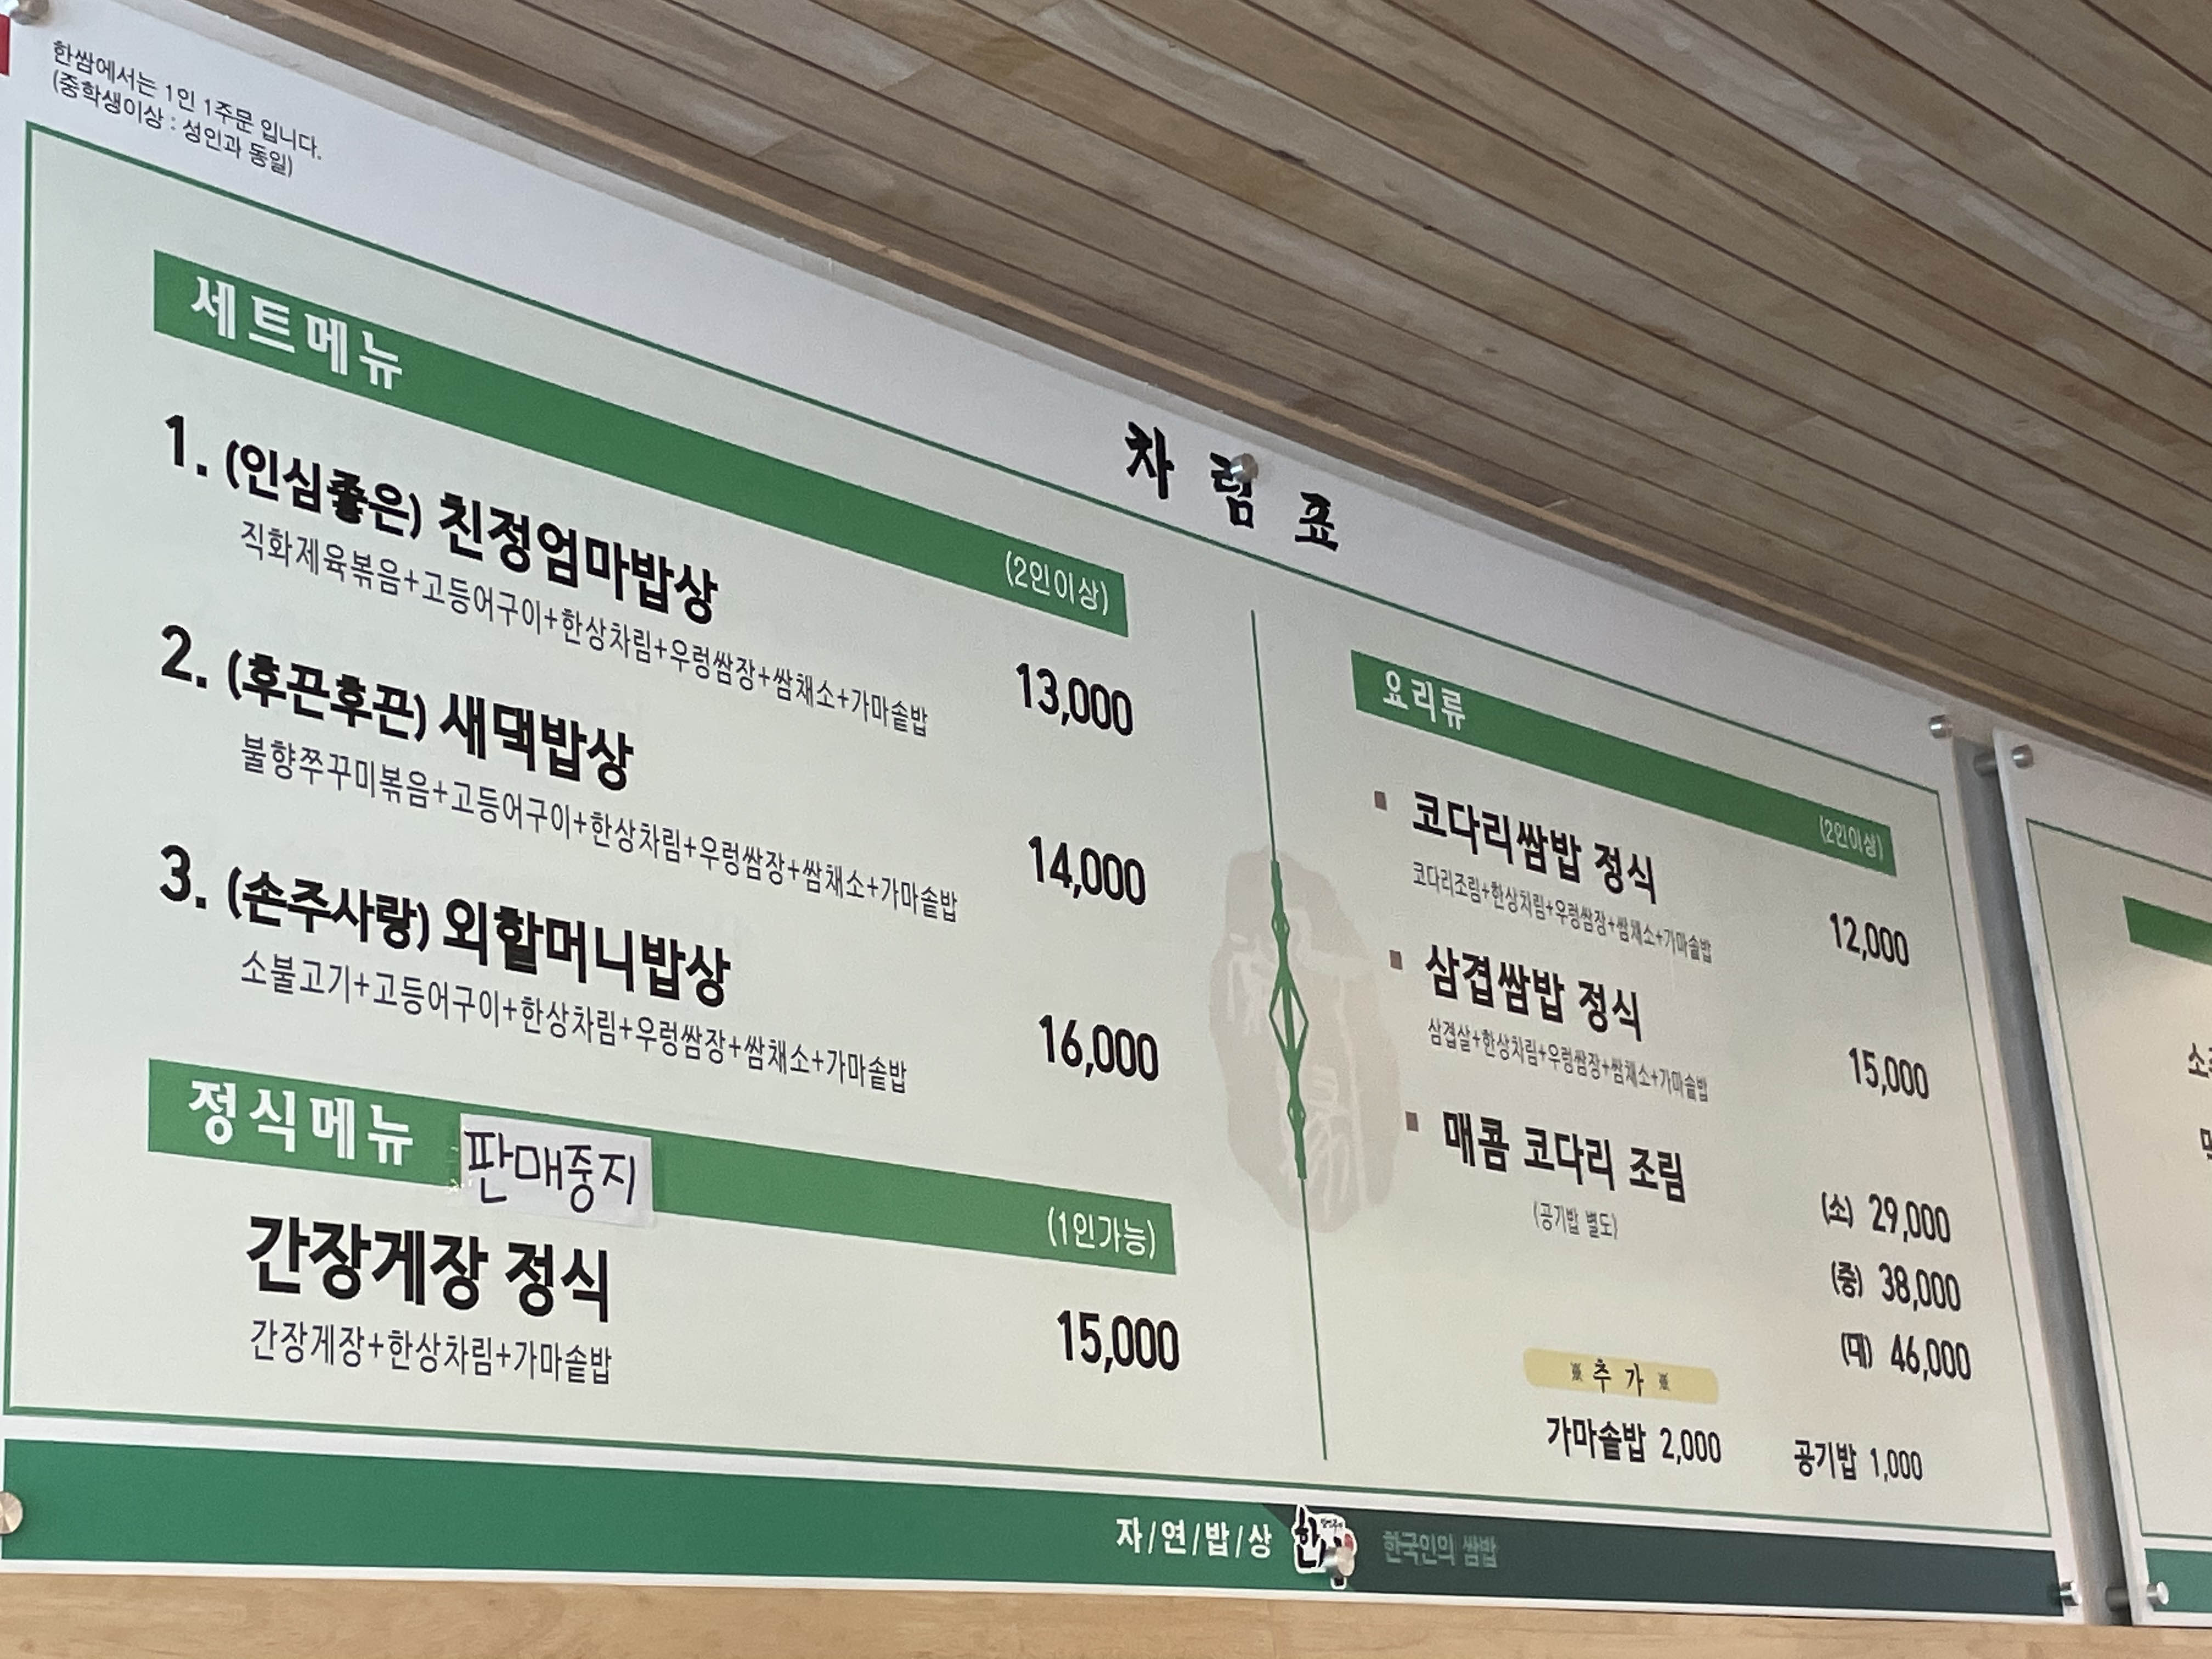 한쌈에서는 1인 1주문 입니다.
(중학생이상 : 성인과 동일)
차림표
세트메뉴 (2인이상)
1. (인심좋은) 친정엄마밥상
직화제육볶음+고등어구이+한상차림+우렁쌈장+쌈채소+가마솥밥
13,000
2. (후끈후끈) 새댁밥상
불향쭈꾸미볶음+고등어구이+한상차림+우렁쌈장+쌈채소+가마솥밥
14,000
3. (손주사랑) 외할머니밥상
소불고기+고등어구이+한상차림+우렁쌈장+쌈채소+가마솥밥
16,000
정식메뉴 판매중지 (1인가능)
간장게장 정식
간장게장+한상차림+가마솥밥
15,000
요리류 (2인이상)
코다리쌈밥 정식
코다리조림+한상차림+우렁쌈장+쌈채소+가마솥밥
12,000
삼겹쌈밥 정식
삼겹살+한상차림+우렁쌈장+쌈채소+가마솥밥
15,000
매콤 코다리 조림
(공기밥 별도)
(소) 29,000
(중) 38,000
(대) 46,000
※ 추가 ※
가마솥밥 2,000 공기밥 1,000
자/연/밥/상
한국인의 쌈밥